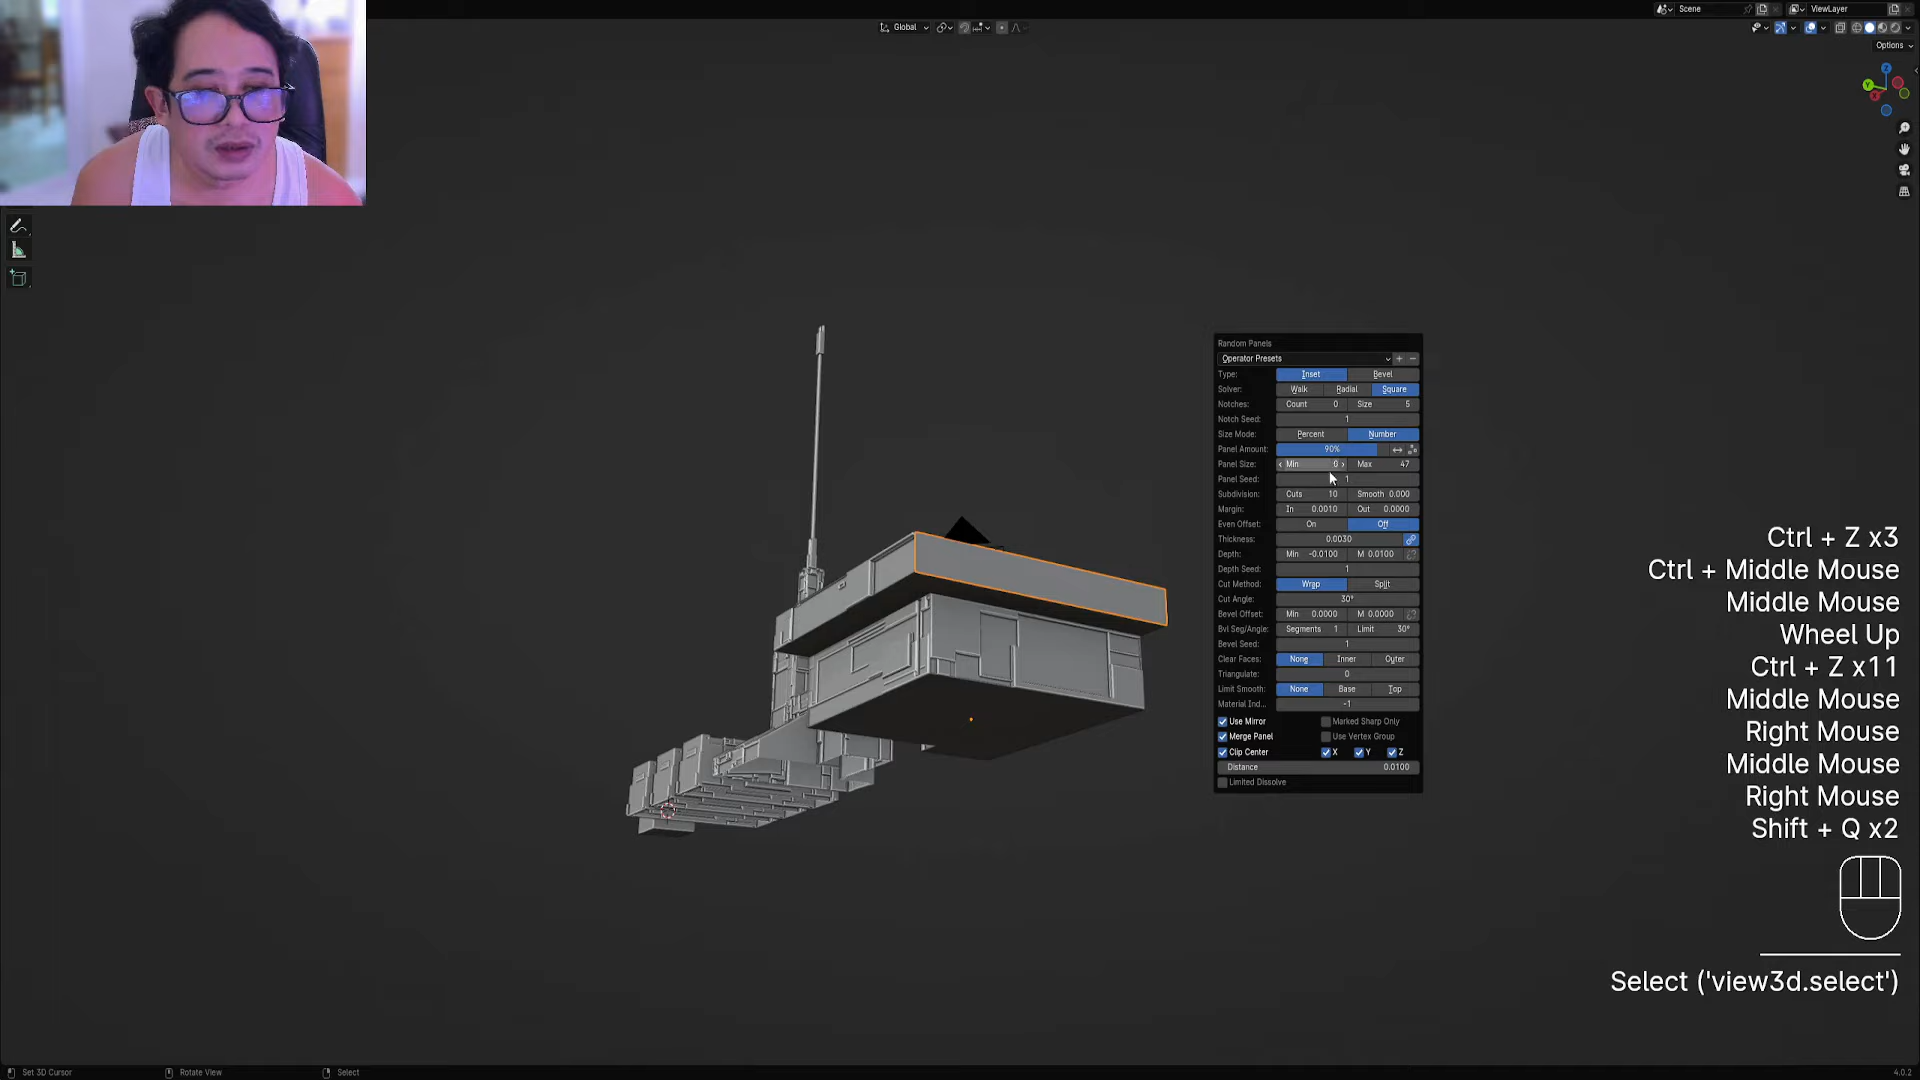 Scene
ViewLayer
Global
Options
Random Panels
Operator Presets
Type: Inset Bevel
Solver: Walk Radial Square
Notches: Count 0 Size 5
Notch Seed: 1
Size Mode: Percent Number
Panel Amount: 90%
Panel Size: Min 0 Max 47
Panel Seed: 1
Subdivision: Cuts 10 Smooth 0.000
Margin: In 0.0010 Out 0.0000
Even Offset: On Off
Thickness: 0.0030
Depth: Min -0.0100 M 0.0100
Depth Seed: 1
Cut Method: Wrap Split
Cut Angle: 30°
Bevel Offset: Min 0.0000 M 0.0000
Bvl Seg/Angle: Segments 1 Limit 30°
Bevel Seed: 1
Clear Faces: None Inner Outer
Triangulate: 0
Limit Smooth: None Base Top
Material Ind... -1
Use Mirror Marked Sharp Only
Merge Panel Use Vertex Group
Clip Center X Y Z
Distance 0.0100
Limited Dissolve
Ctrl + Z x3
Ctrl + Middle Mouse
Middle Mouse
Wheel Up
Ctrl + Z x11
Middle Mouse
Right Mouse
Middle Mouse
Right Mouse
Shift + Q x2
Select ('view3d.select')
Set 3D Cursor Rotate View Select 4.0.2